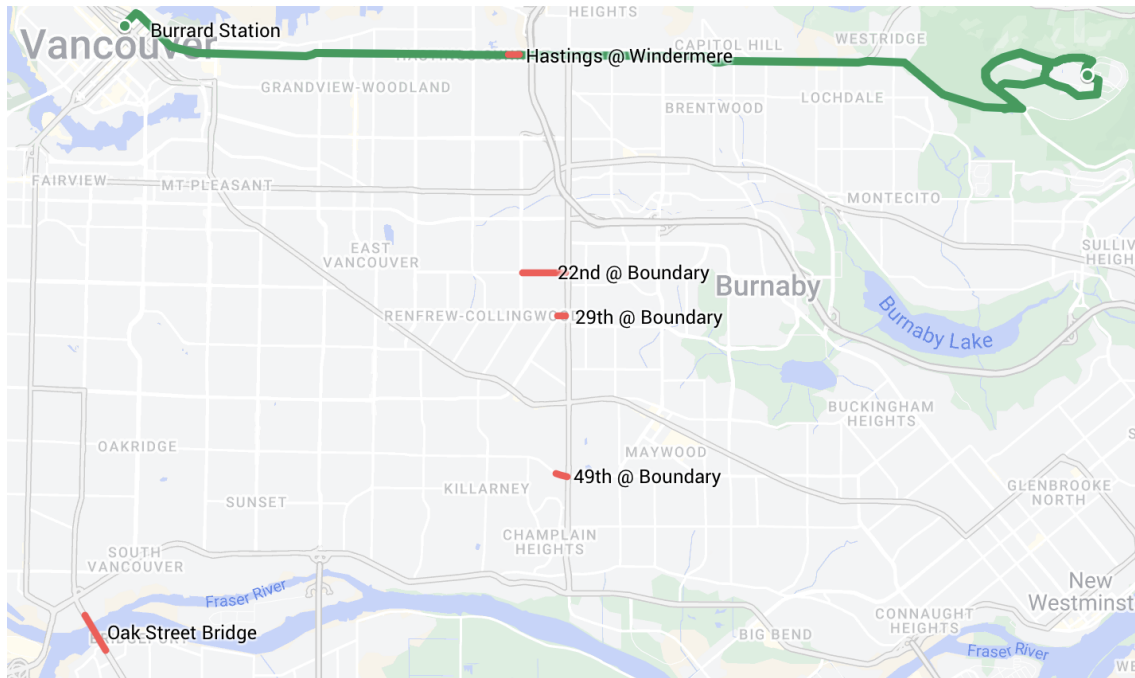 HEIGHTS
Burrard Station
Vancouver
CAPITOL HILL
WESTRIDGE
Hastings @ Windermere
GRANDVIEW-WOODLAND
BRENTWOOD
LOCHDALE
FAIRVIEW
MT PLEASANT
MONTECITO
EAST
VANCOUVER
SULLIV
HEIGH
22nd @ Boundary
Burnaby
RENFREW-COLLINGWOO
29th @ Boundary
Burnaby Lake
BUCKINGHAM
HEIGHTS
OAKRIDGE
MAYWOOD
S
49th @ Boundary
KILLARNEY
SUNSET
GLENBROOKE
NORTH
CHAMPLAIN
HEIGHTS
SOUTH
VANCOUVER
Fraser River
New
Westminst
CONNAUGHT
HEIGHTS
Oak Street Bridge
BIG BEND
Fraser River
WE